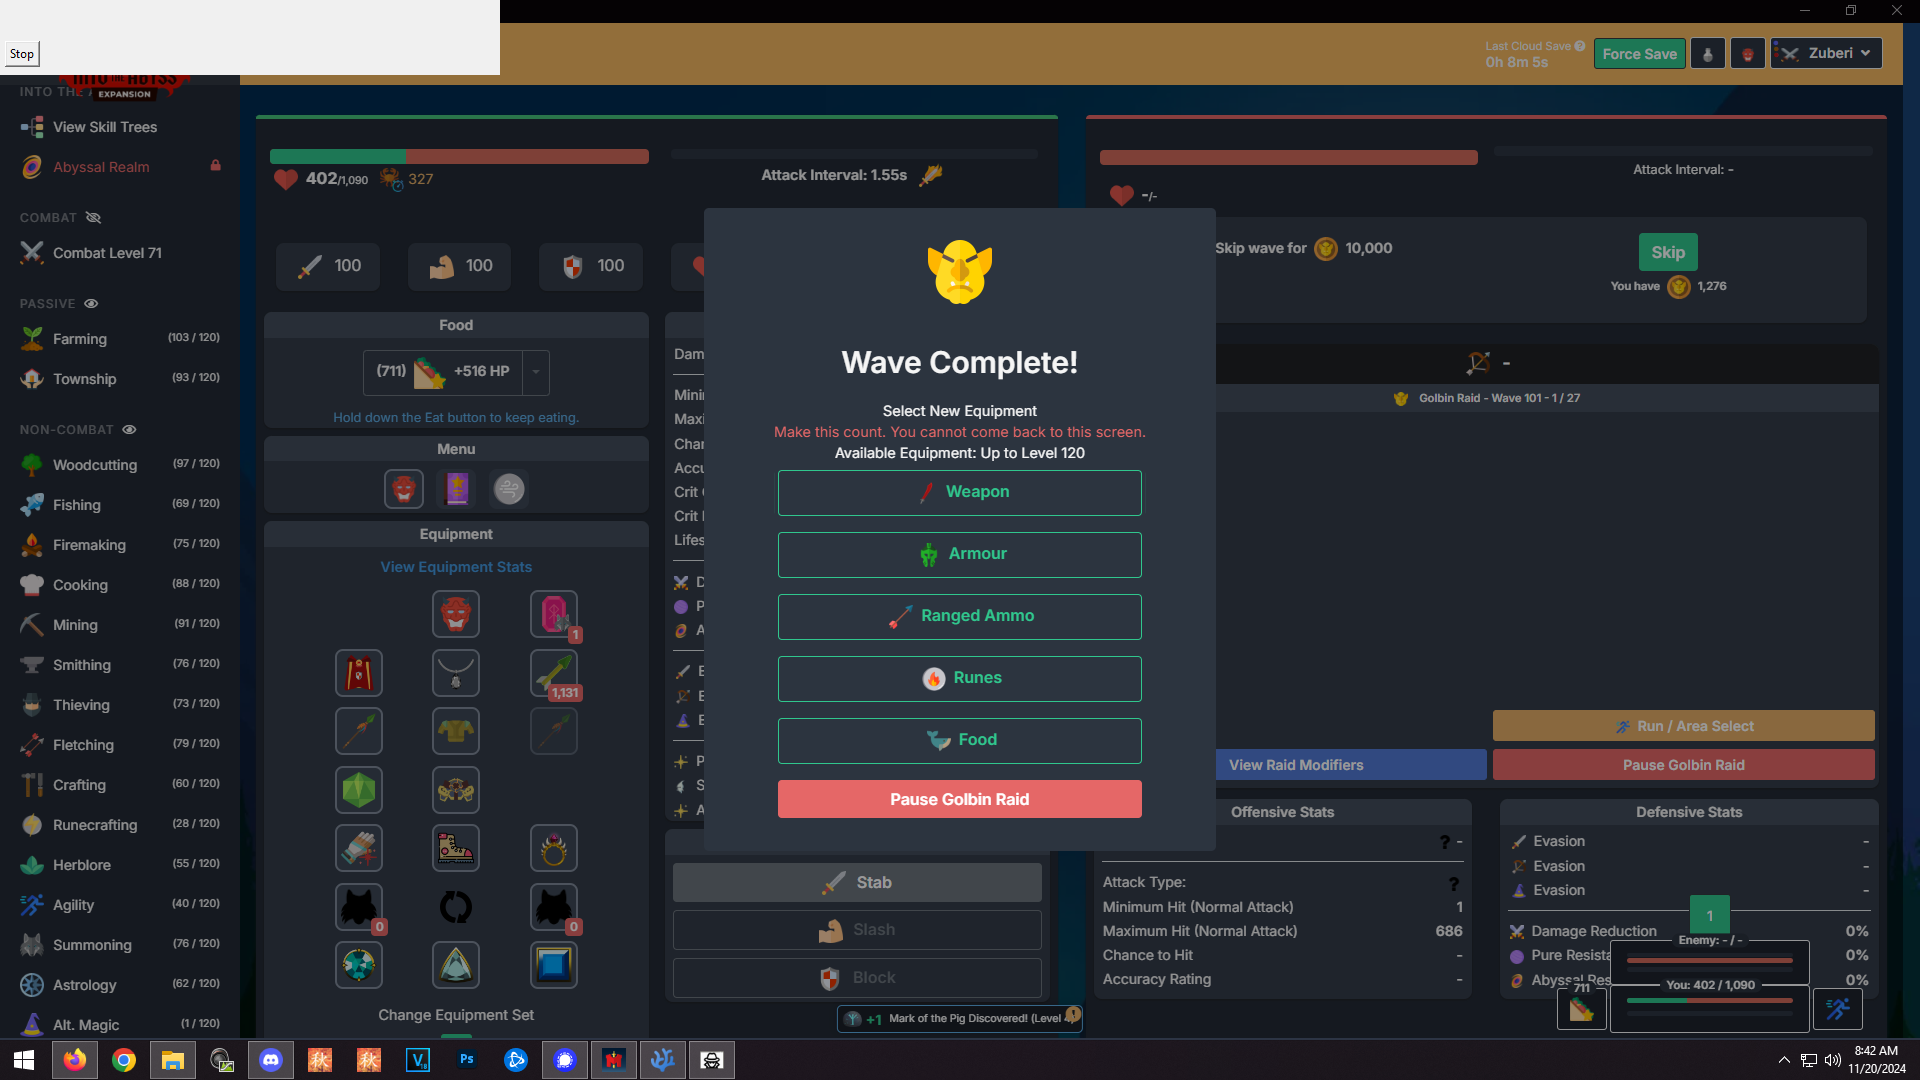 Stop
INTO THE ABYSS
EXPANSION
Last Cloud Save
0h 8m 5s
Force Save
Zuberi
INTO THE
View Skill Trees
Abyssal Realm
COMBAT
Combat Level 71
PASSIVE
Farming (103 / 120)
Township (93 / 120)
NON-COMBAT
Woodcutting (97 / 120)
Fishing (69 / 120)
Firemaking (75 / 120)
Cooking (88 / 120)
Mining (91 / 120)
Smithing (76 / 120)
Thieving (73 / 120)
Fletching (79 / 120)
Crafting (60 / 120)
Runecrafting (28 / 120)
Herblore (55 / 120)
Agility (40 / 120)
Summoning (76 / 120)
Astrology (62 / 120)
Alt. Magic (1 / 120)
402/1,090 327
Attack Interval: 1.55s
100 100 100
Food
(711) +516 HP
Hold down the Eat button to keep eating.
Menu
Equipment
View Equipment Stats
1
1,131
0 0
Change Equipment Set
Stab
Slash
Block
+1 Mark of the Pig Discovered! (Level
Wave Complete!
Select New Equipment
Make this count. You cannot come back to this screen.
Available Equipment: Up to Level 120
Weapon
Armour
Ranged Ammo
Runes
Food
Pause Golbin Raid
Attack Interval: -
-/-
Skip wave for 10,000
Skip
You have 1,276
-
Golbin Raid - Wave 101 - 1 / 27
Run / Area Select
View Raid Modifiers
Pause Golbin Raid
Offensive Stats
? -
Attack Type: ?
Minimum Hit (Normal Attack) 1
Maximum Hit (Normal Attack) 686
Chance to Hit -
Accuracy Rating -
Defensive Stats
Evasion -
Evasion -
Evasion -
Damage Reduction 0%
Pure Resista 0%
Abyssal Res 0%
1
Enemy: - / -
You: 402 / 1,090
711
8:42 AM
11/20/2024